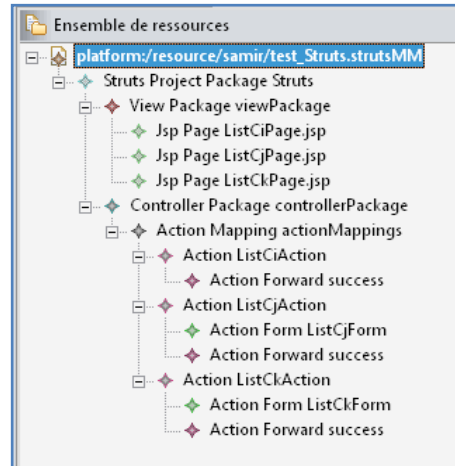 Ensemble de ressources
platform:/resource/samir/test_Struts.strutsMM
Struts Project Package Struts
View Package viewPackage
Jsp Page ListCiPage.jsp
Jsp Page ListCjPage.jsp
Jsp Page ListCkPage.jsp
Controller Package controllerPackage
Action Mapping actionMappings
Action ListCiAction
Action Forward success
Action ListCjAction
Action Form ListCjForm
Action Forward success
Action ListCkAction
Action Form ListCkForm
Action Forward success